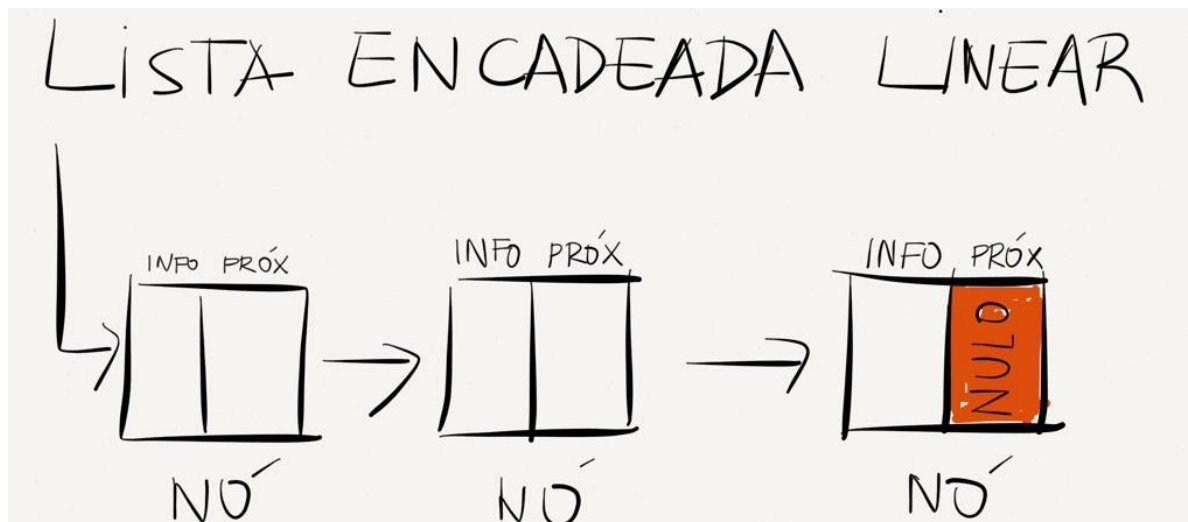 LiSTA ENCADEADA LINEAR
INFO PRÓX INFO PRÓX INFO PRÓX
NULO
NÓ NÓ NÓ